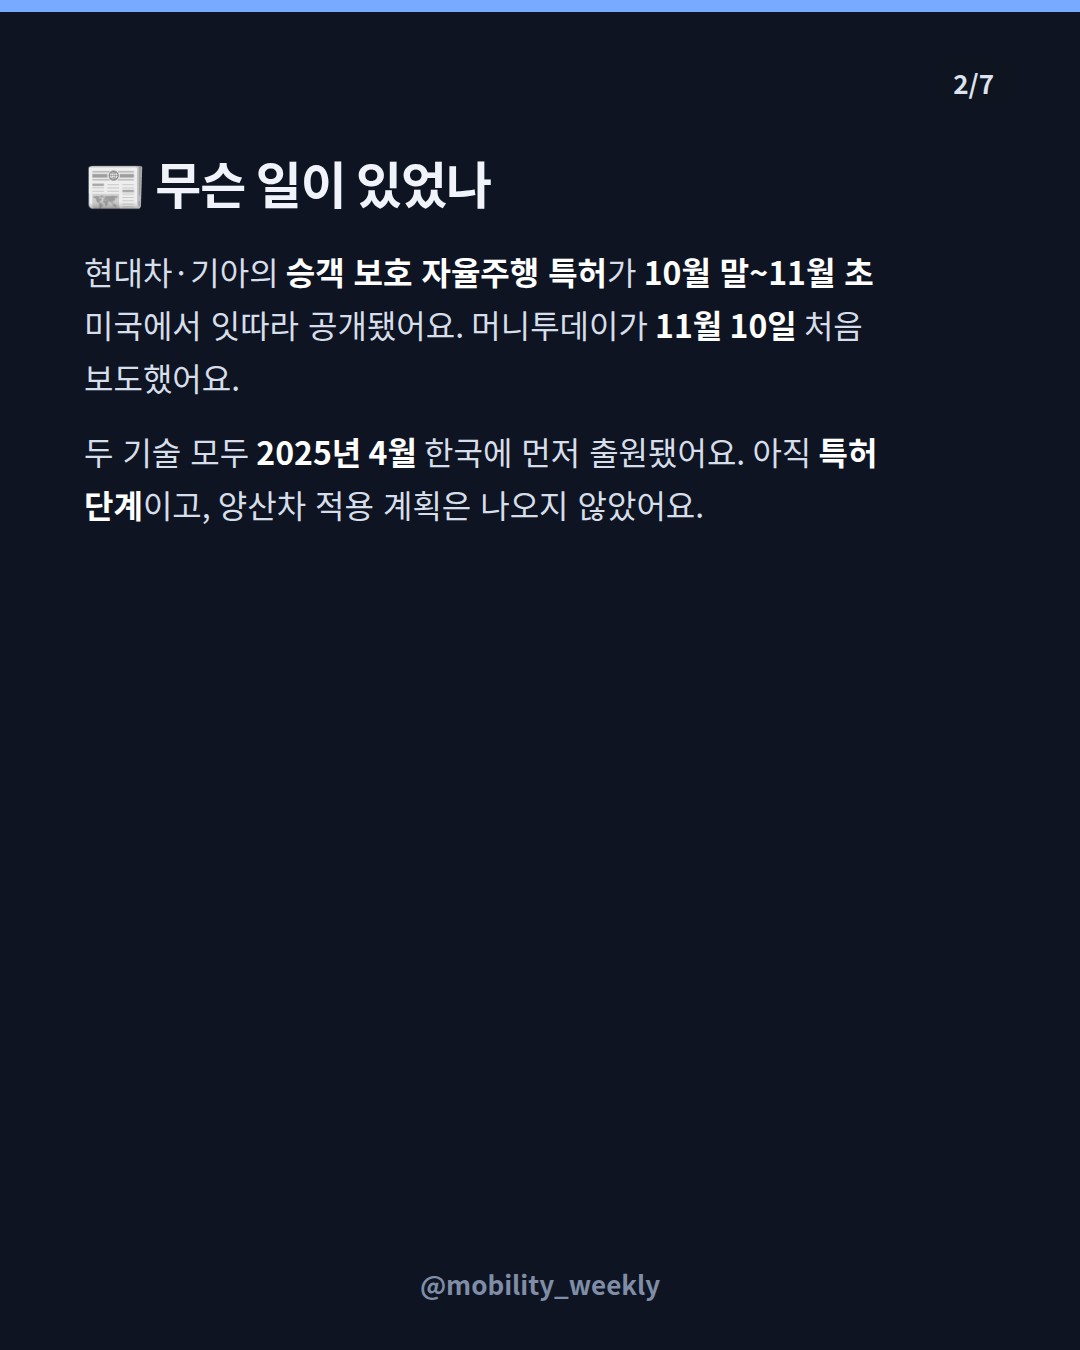 2/7
📰 무슨 일이 있었나
현대차·기아의 승객 보호 자율주행 특허가 10월 말~11월 초
미국에서 잇따라 공개됐어요. 머니투데이가 11월 10일 처음
보도했어요.
두 기술 모두 2025년 4월 한국에 먼저 출원됐어요. 아직 특허
단계이고, 양산차 적용 계획은 나오지 않았어요.
@mobility_weekly